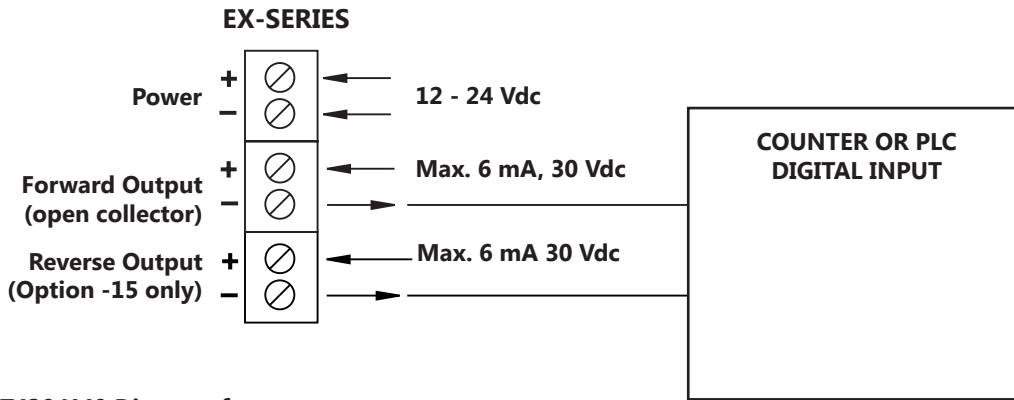 EX-SERIES
Power
+
−
12 - 24 Vdc
Forward Output
(open collector)
+
−
Max. 6 mA, 30 Vdc
Reverse Output
(Option -15 only)
+
−
Max. 6 mA 30 Vdc
COUNTER OR PLC
DIGITAL INPUT